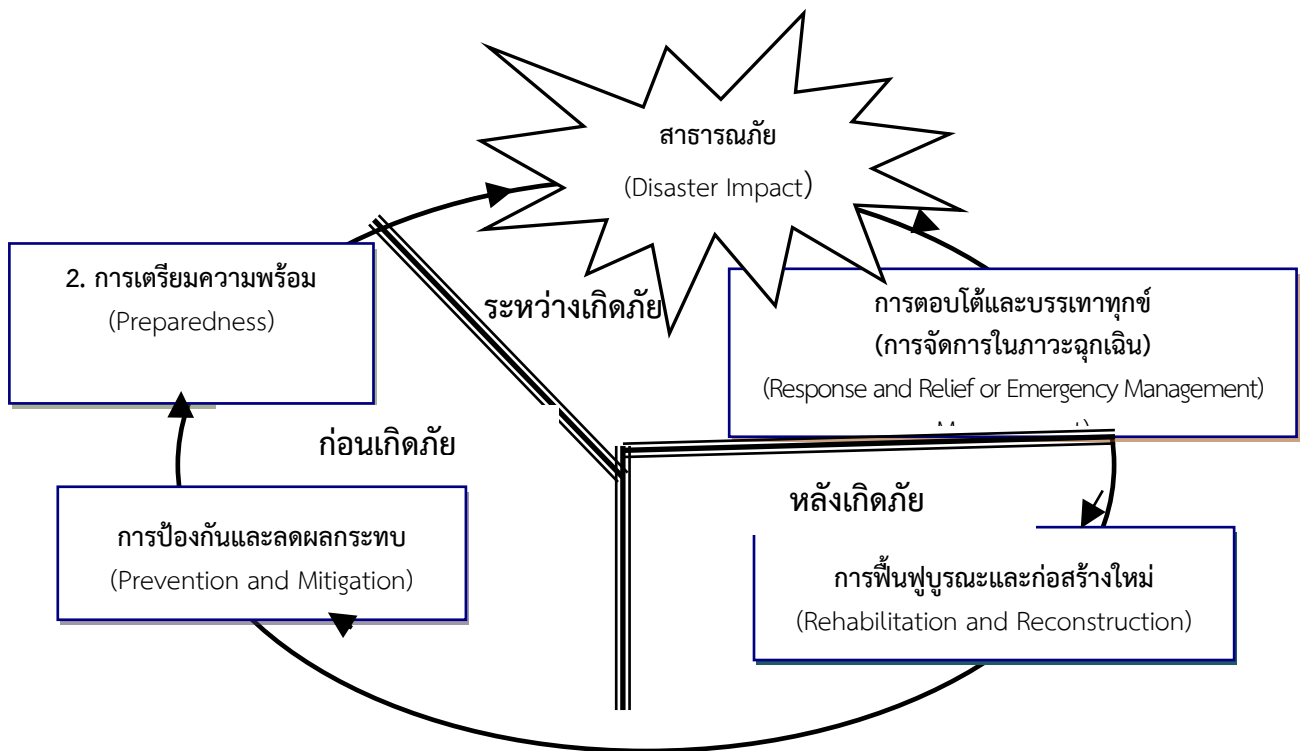 สาธารณภัย
(Disaster Impact)
2. การเตรียมความพร้อม
(Preparedness)
ระหว่างเกิดภัย
การตอบโต้และบรรเทาทุกข์
(การจัดการในภาวะฉุกเฉิน)
(Response and Relief or Emergency Management)
ก่อนเกิดภัย
หลังเกิดภัย
การป้องกันและลดผลกระทบ
(Prevention and Mitigation)
การฟื้นฟูบูรณะและก่อสร้างใหม่
(Rehabilitation and Reconstruction)